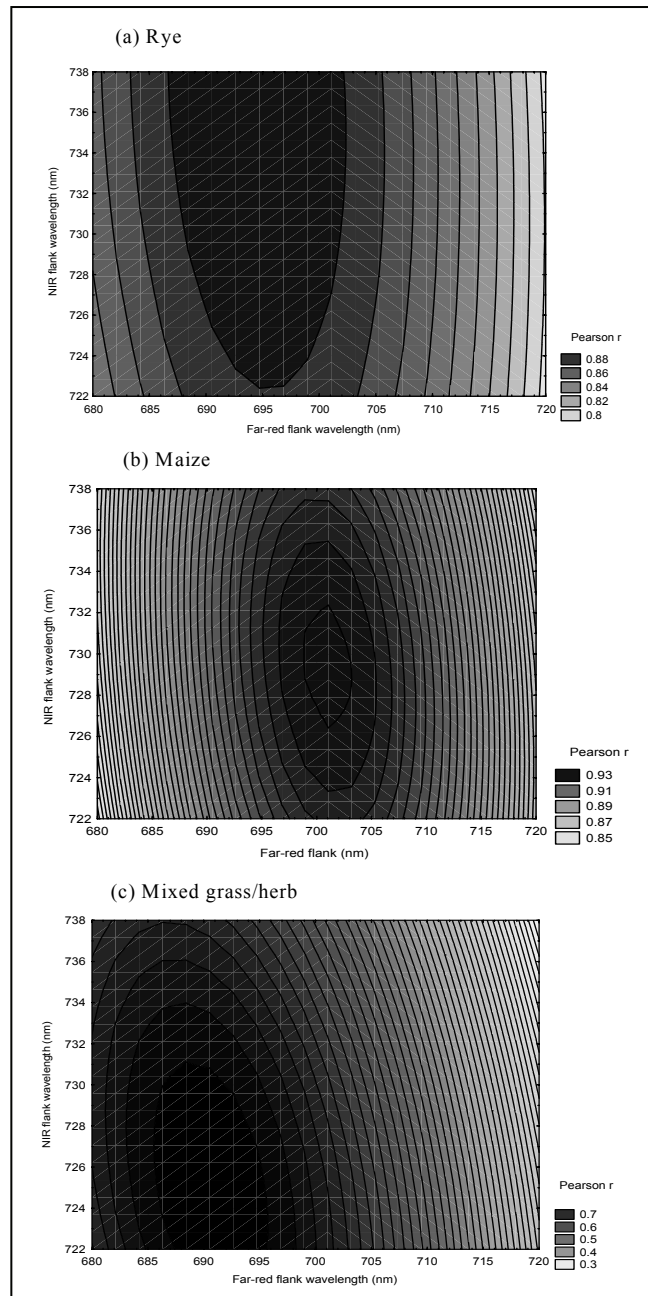 (a) Rye
738
734
732
730
728
726
724
722
680 685 690 695 700 705 710 715 720
NIR flank wavelength (nm)
Far-red flank wavelength (nm)
Pearson r
0.88
0.86
0.84
0.82
0.8
(b) Maize
738
736
734
732
730
728
726
724
722
680 685 690 695 700 705 710 715 720
NIR flank wavelength (nm)
Far-red flank (nm)
Pearson r
0.93
0.91
0.89
0.87
0.85
(c) Mixed grass/herb
738
736
734
732
730
728
726
724
722
680 685 690 695 700 705 710 715 720
NIR flank wavelength (nm)
Far-red flank wavelength (nm)
Pearson r
0.7
0.6
0.5
0.4
0.3